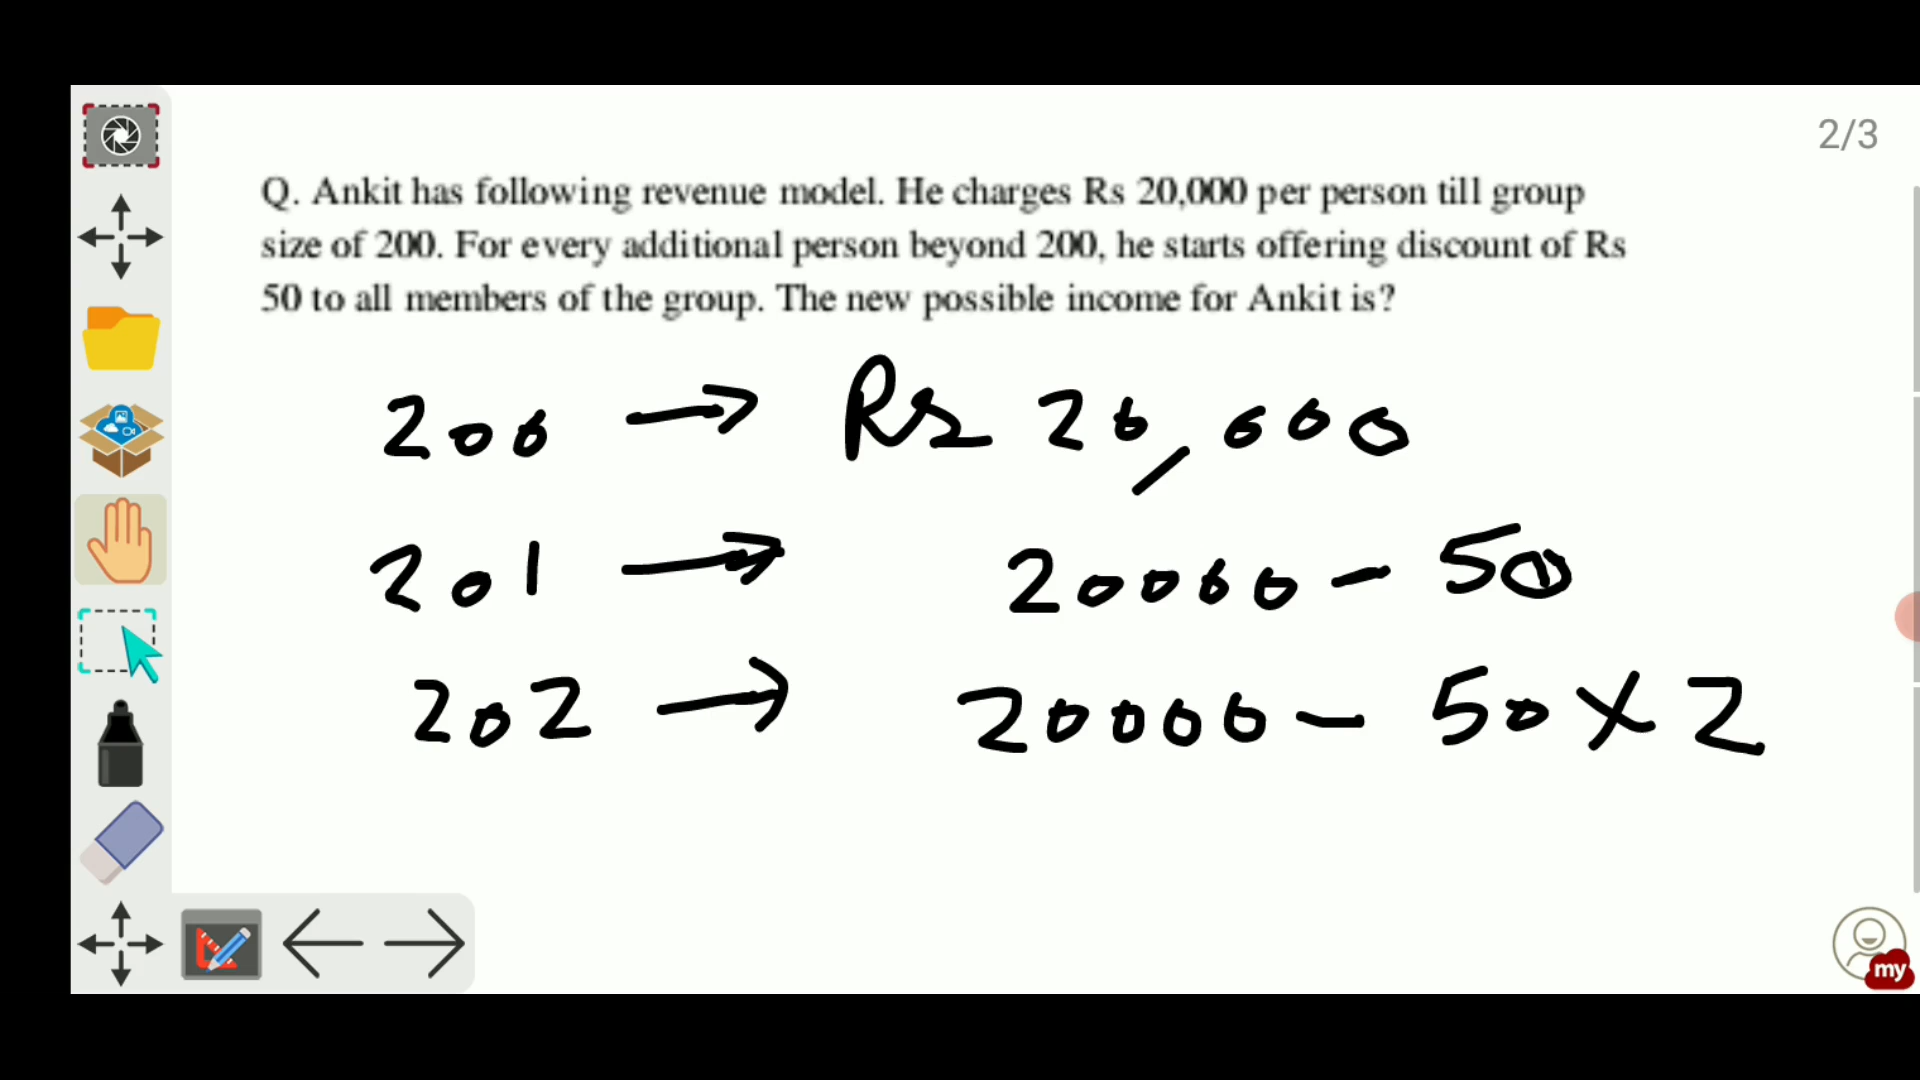 2/3
Q. Ankit has following revenue model. He charges Rs 20,000 per person till group
size of 200. For every additional person beyond 200, he starts offering discount of Rs
50 to all members of the group. The new possible income for Ankit is?
200 → Rs 20,000
201 → 20000 - 50
202 → 20000 - 50 X 2
my